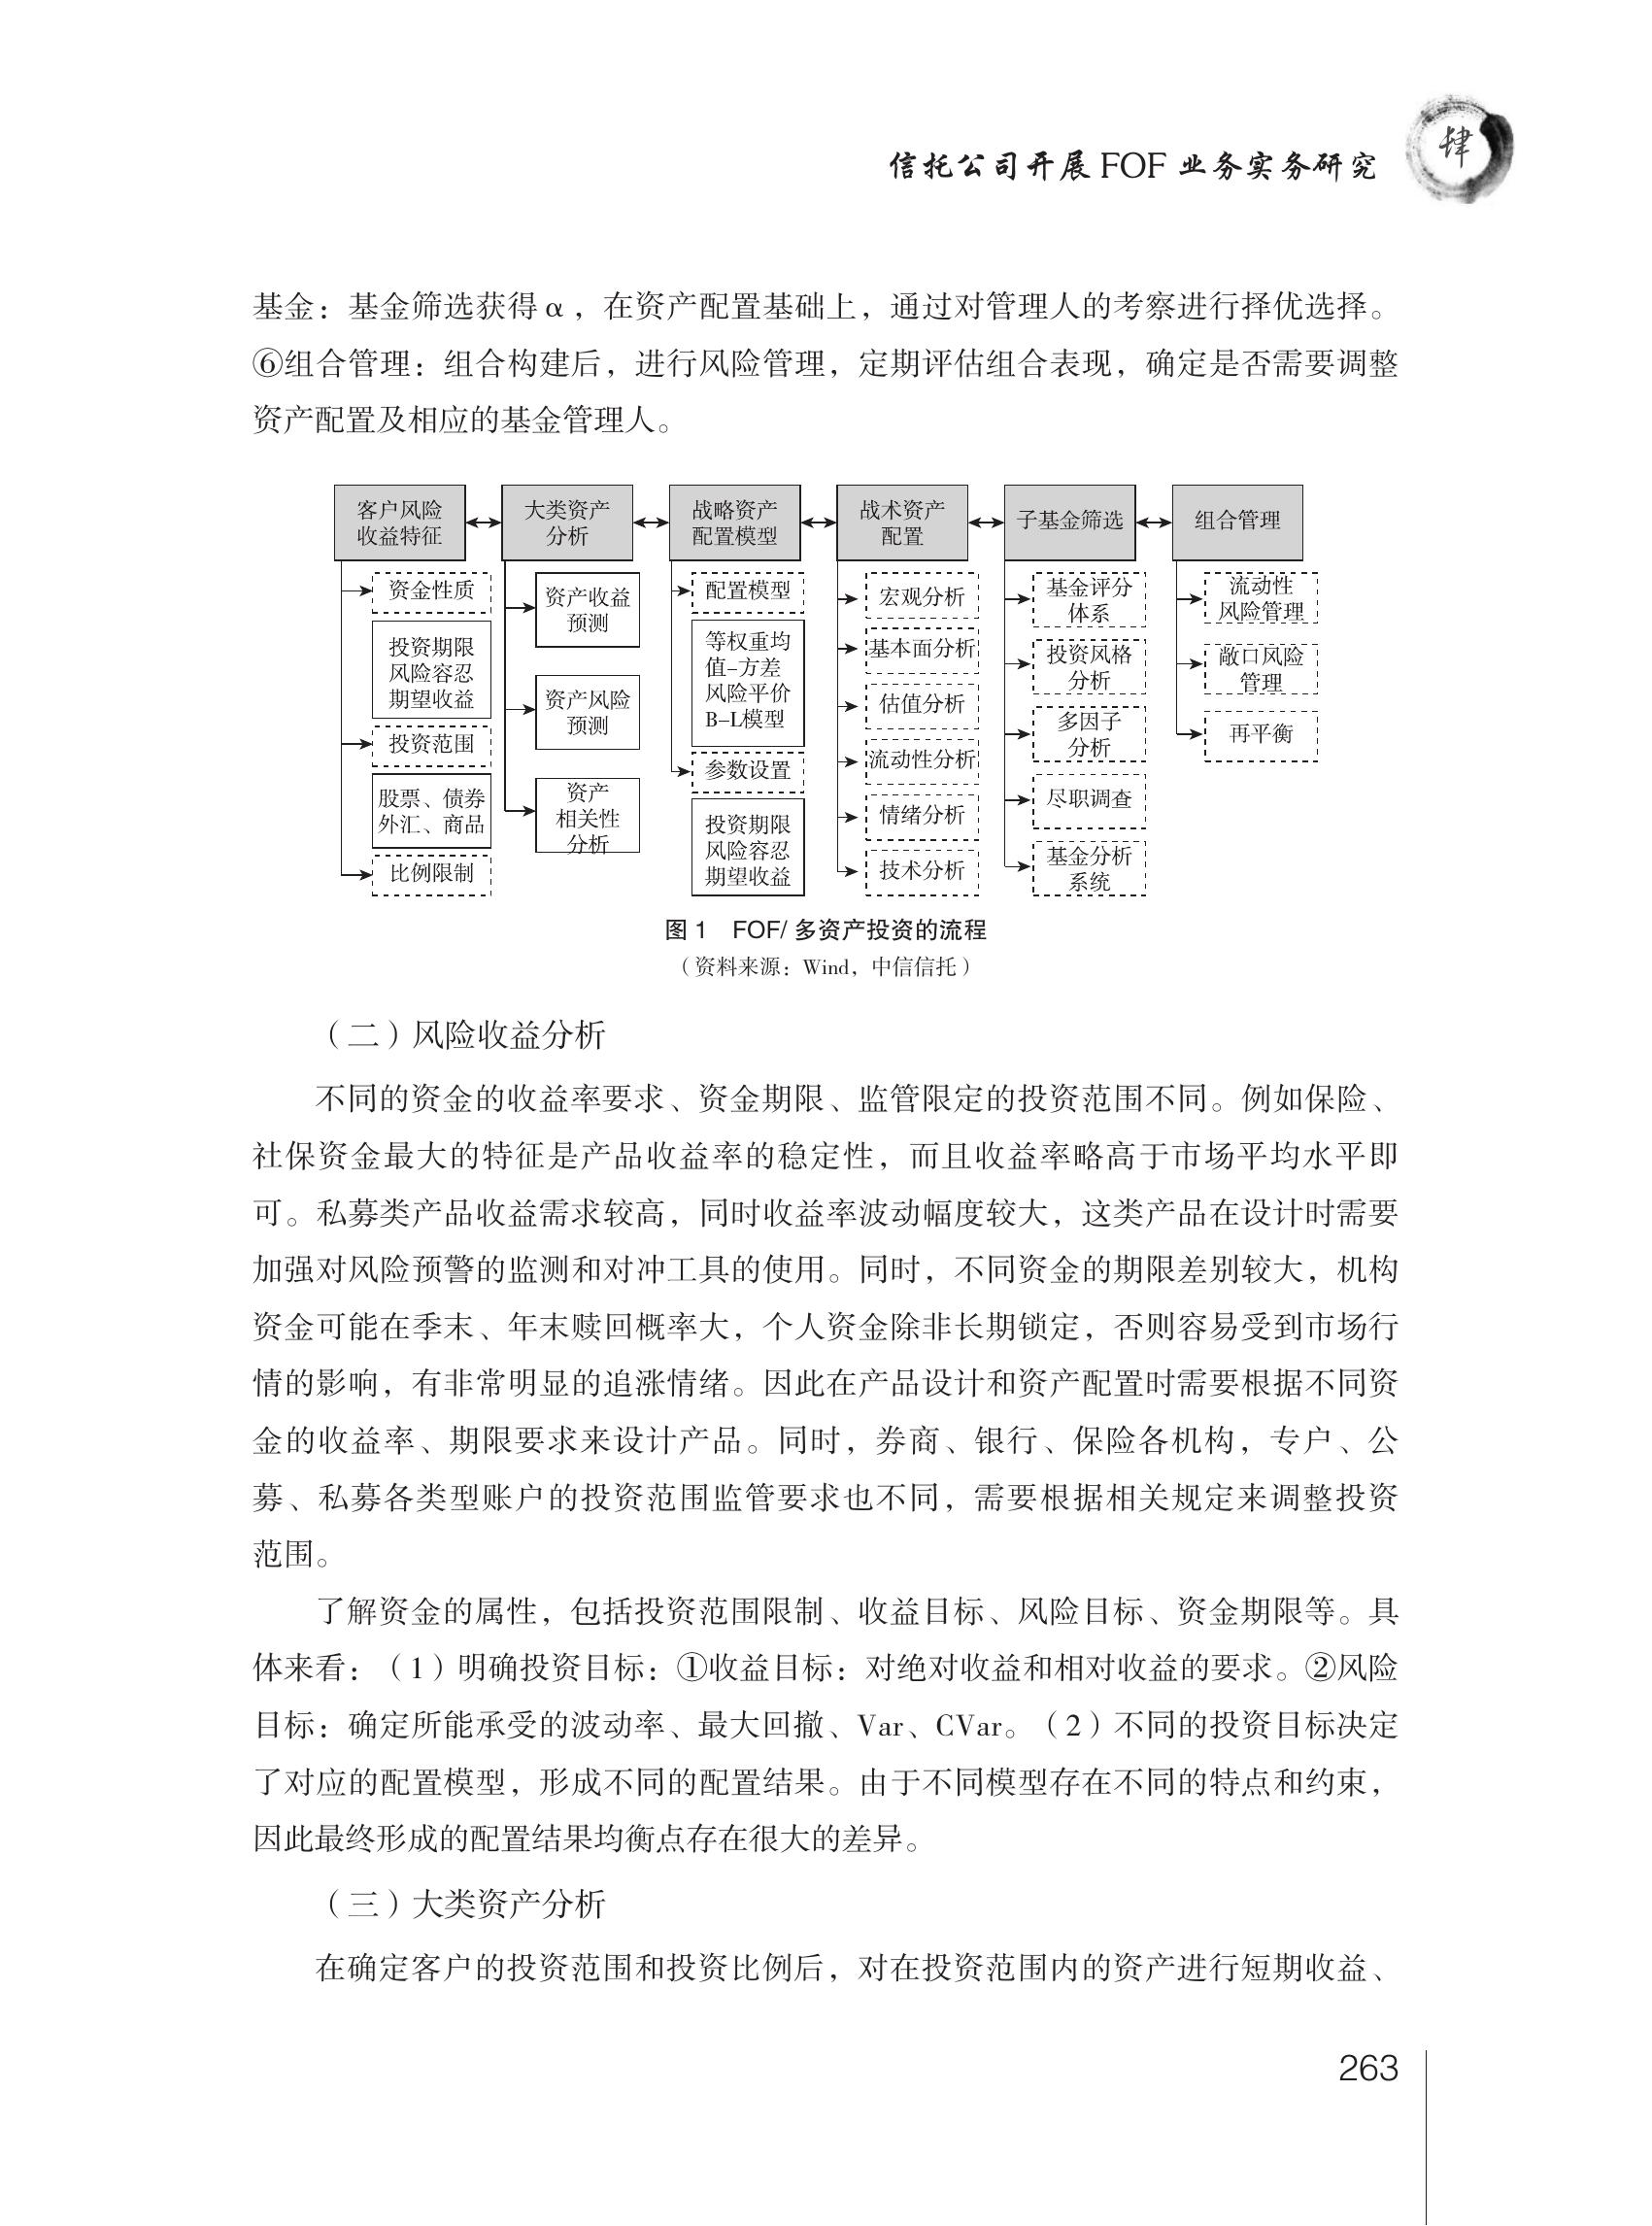 信托公司开展 FOF 业务实务研究
肆
基金：基金筛选获得 α，在资产配置基础上，通过对管理人的考察进行择优选择。
⑥组合管理：组合构建后，进行风险管理，定期评估组合表现，确定是否需要调整
资产配置及相应的基金管理人。
客户风险
收益特征
资金性质
投资期限
风险容忍
期望收益
投资范围
股票、债券
外汇、商品
比例限制
大类资产
分析
资产收益
预测
资产风险
预测
资产
相关性
分析
战略资产
配置模型
配置模型
等权重均
值–方差
风险平价
B–L模型
参数设置
投资期限
风险容忍
期望收益
战术资产
配置
宏观分析
基本面分析
估值分析
流动性分析
情绪分析
技术分析
子基金筛选
基金评分
体系
投资风格
分析
多因子
分析
尽职调查
基金分析
系统
组合管理
流动性
风险管理
敞口风险
管理
再平衡
图 1 FOF/ 多资产投资的流程
（资料来源：Wind，中信信托）
（二）风险收益分析
不同的资金的收益率要求、资金期限、监管限定的投资范围不同。例如保险、
社保资金最大的特征是产品收益率的稳定性，而且收益率略高于市场平均水平即
可。私募类产品收益需求较高，同时收益率波动幅度较大，这类产品在设计时需要
加强对风险预警的监测和对冲工具的使用。同时，不同资金的期限差别较大，机构
资金可能在季末、年末赎回概率大，个人资金除非长期锁定，否则容易受到市场行
情的影响，有非常明显的追涨情绪。因此在产品设计和资产配置时需要根据不同资
金的收益率、期限要求来设计产品。同时，券商、银行、保险各机构，专户、公
募、私募各类型账户的投资范围监管要求也不同，需要根据相关规定来调整投资
范围。
了解资金的属性，包括投资范围限制、收益目标、风险目标、资金期限等。具
体来看：（1）明确投资目标：①收益目标：对绝对收益和相对收益的要求。②风险
目标：确定所能承受的波动率、最大回撤、Var、CVar。（2）不同的投资目标决定
了对应的配置模型，形成不同的配置结果。由于不同模型存在不同的特点和约束，
因此最终形成的配置结果均衡点存在很大的差异。
（三）大类资产分析
在确定客户的投资范围和投资比例后，对在投资范围内的资产进行短期收益、
263